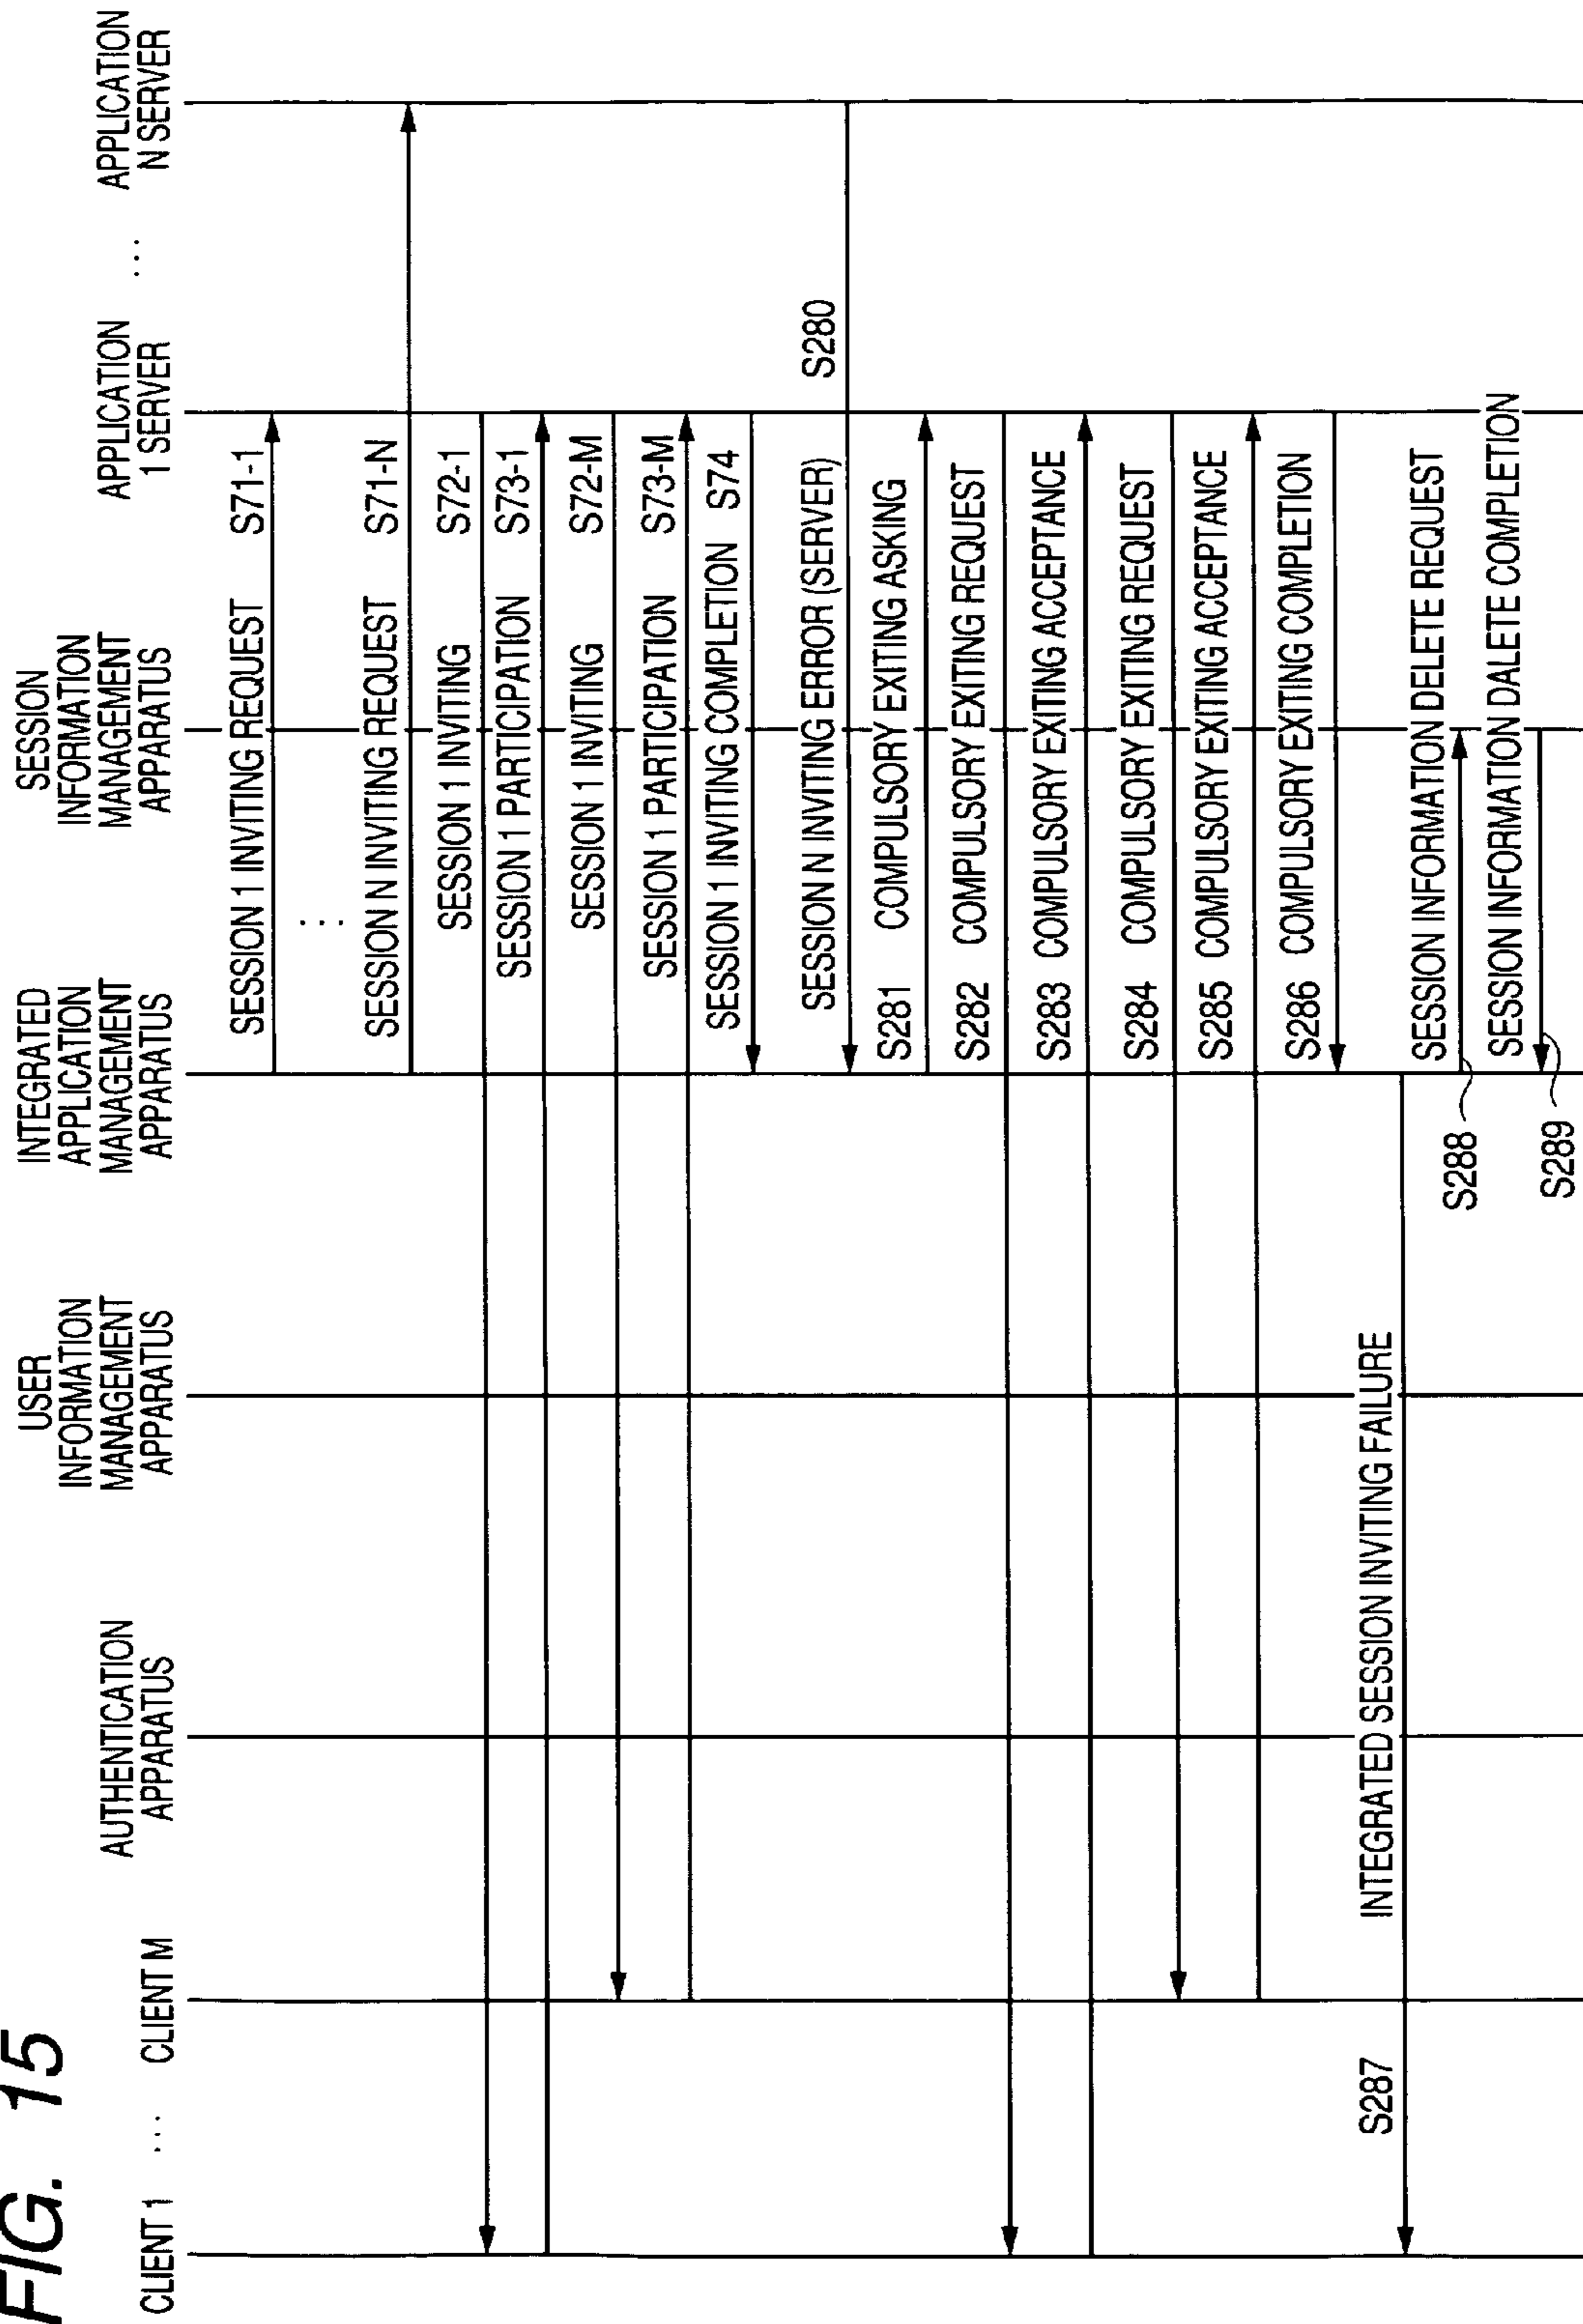 FIG. 15
CLIENT 1
...
CLIENT M
AUTHENTICATION
APPARATUS
USER
INFORMATION
MANAGEMENT
APPARATUS
INTEGRATED
APPLICATION
MANAGEMENT
APPARATUS
SESSION
INFORMATION
MANAGEMENT
APPARATUS
APPLICATION
1 SERVER
...
APPLICATION
N SERVER
SESSION 1 INVITING REQUEST S71-1
...
SESSION N INVITING REQUEST S71-N
SESSION 1 INVITING S72-1
SESSION 1 PARTICIPATION S73-1
SESSION 1 INVITING S72-M
SESSION 1 PARTICIPATION S73-M
SESSION 1 INVITING COMPLETION S74
SESSION N INVITING ERROR (SERVER) S280
S281 COMPULSORY EXITING ASKING
S282 COMPULSORY EXITING REQUEST
S283 COMPULSORY EXITING ACCEPTANCE
S284 COMPULSORY EXITING REQUEST
S285 COMPULSORY EXITING ACCEPTANCE
S286 COMPULSORY EXITING COMPLETION
S287 INTEGRATED SESSION INVITING FAILURE
SESSION INFORMATION DELETE REQUEST
S288
SESSION INFORMATION DALETE COMPLETION
S289